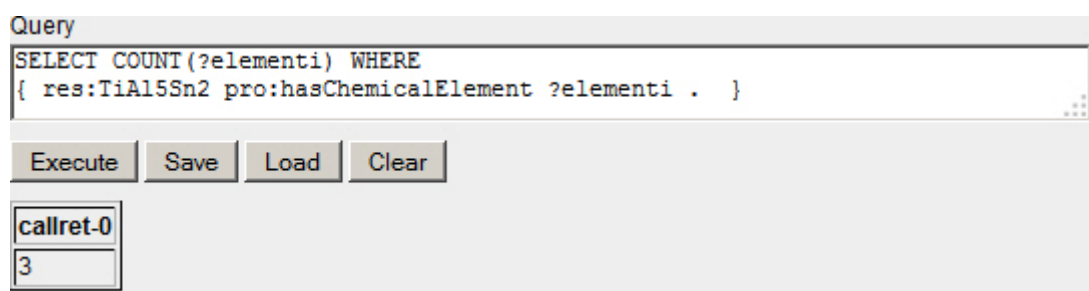 Query
SELECT COUNT(?elementi) WHERE
{ res:TiAl5Sn2 pro:hasChemicalElement ?elementi .  }
Execute Save Load Clear
callret-0
3